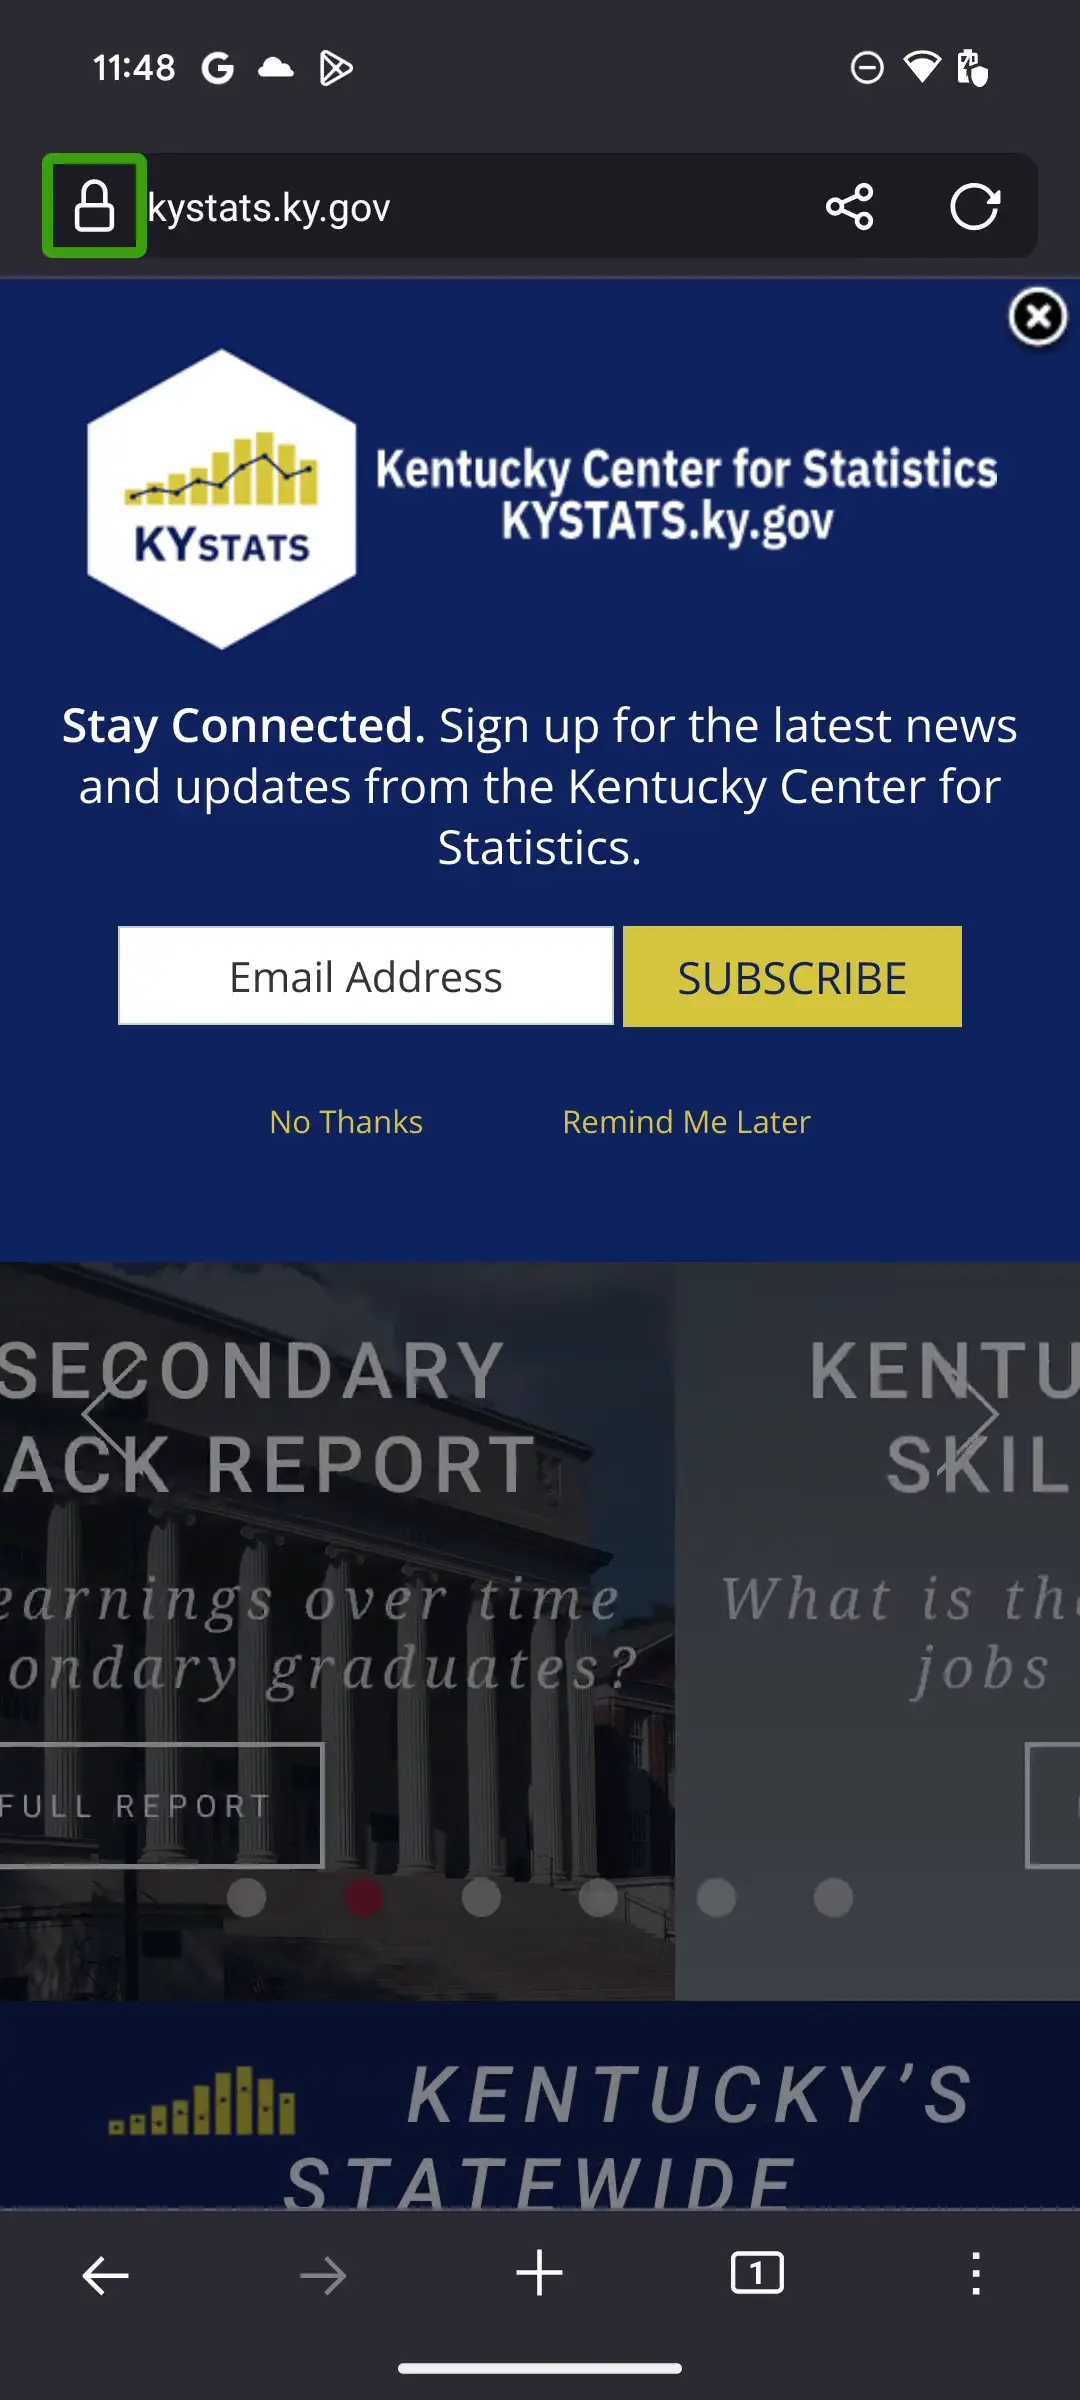 11:48
kystats.ky.gov
KYSTATS
Kentucky Center for Statistics
KYSTATS.ky.gov
Stay Connected. Sign up for the latest news
and updates from the Kentucky Center for
Statistics.
Email Address
SUBSCRIBE
No Thanks
Remind Me Later
SECONDARY
ACK REPORT
earnings over time
ondary graduates?
FULL REPORT
KENTU
SKIL
What is the
jobs
KENTUCKY’S
STATEWIDE
1